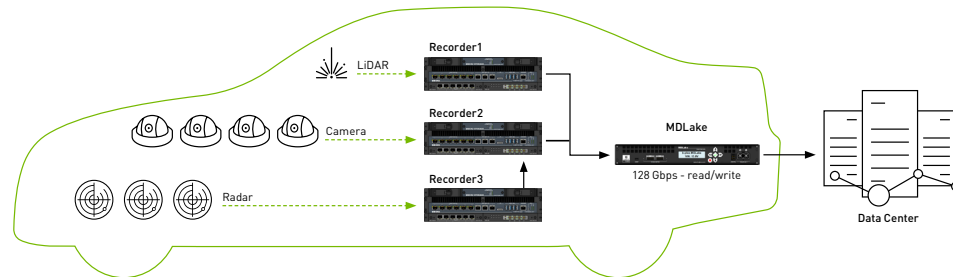 Recorder1
LiDAR
Recorder2
Camera
MDLake
128 Gbps - read/write
Recorder3
Radar
Data Center